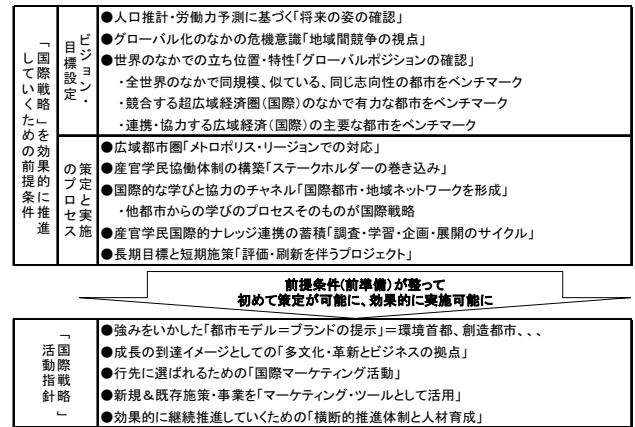 「国際戦略」を効果的に推進
していくための前提条件
ビジョン・
目標設定
●人口推計・労働力予測に基づく「将来の姿の確認」
●グローバル化のなかの危機意識「地域間競争の視点」
●世界のなかでの立ち位置・特性「グローバルポジションの確認」
・全世界のなかで同規模、似ている、同じ志向性の都市をベンチマーク
・競合する超広域経済圏(国際)のなかで有力な都市をベンチマーク
・連携・協力する広域経済(国際)の主要な都市をベンチマーク
策定と実施
のプロセス
●広域都市圏「メトロポリス・リージョンでの対応」
●産官学民協働体制の構築「ステークホルダーの巻き込み」
●国際的な学びと協力のチャネル「国際都市・地域ネットワークを形成」
・他都市からの学びのプロセスそのものが国際戦略
●産官学民国際的ナレッジ連携の蓄積「調査・学習・企画・展開のサイクル」
●長期目標と短期施策「評価・刷新を伴うプロジェクト」
前提条件(前準備)が整って
初めて策定が可能に、効果的に実施可能に
「国際戦略」
活動指針
●強みをいかした「都市モデル＝ブランドの提示」＝環境首都、創造都市、、、
●成長の到達イメージとしての「多文化・革新とビジネスの拠点」
●行先に選ばれるための「国際マーケティング活動」
●新規＆既存施策・事業を「マーケティング・ツールとして活用」
●効果的に継続推進していくための「横断的推進体制と人材育成」